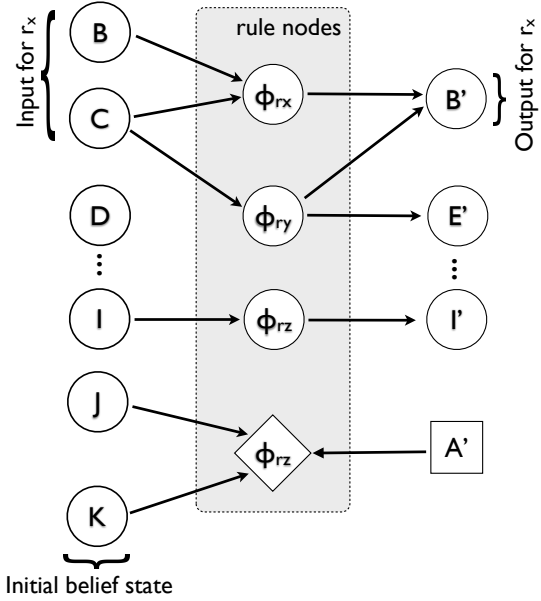 Input for rx
B
rule nodes
Output for rx
ϕrx
B'
C
D
ϕry
E'
I
ϕrz
I'
J
ϕrz
A'
K
Initial belief state